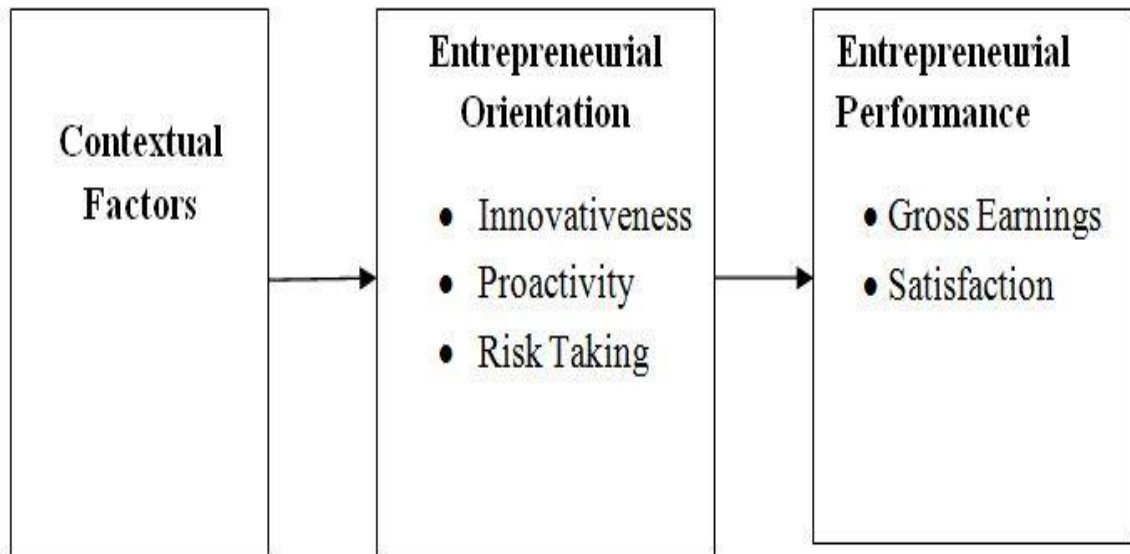 Contextual
Factors
Entrepreneurial
Orientation
• Innovativeness
• Proactivity
• Risk Taking
Entrepreneurial
Performance
• Gross Earnings
• Satisfaction